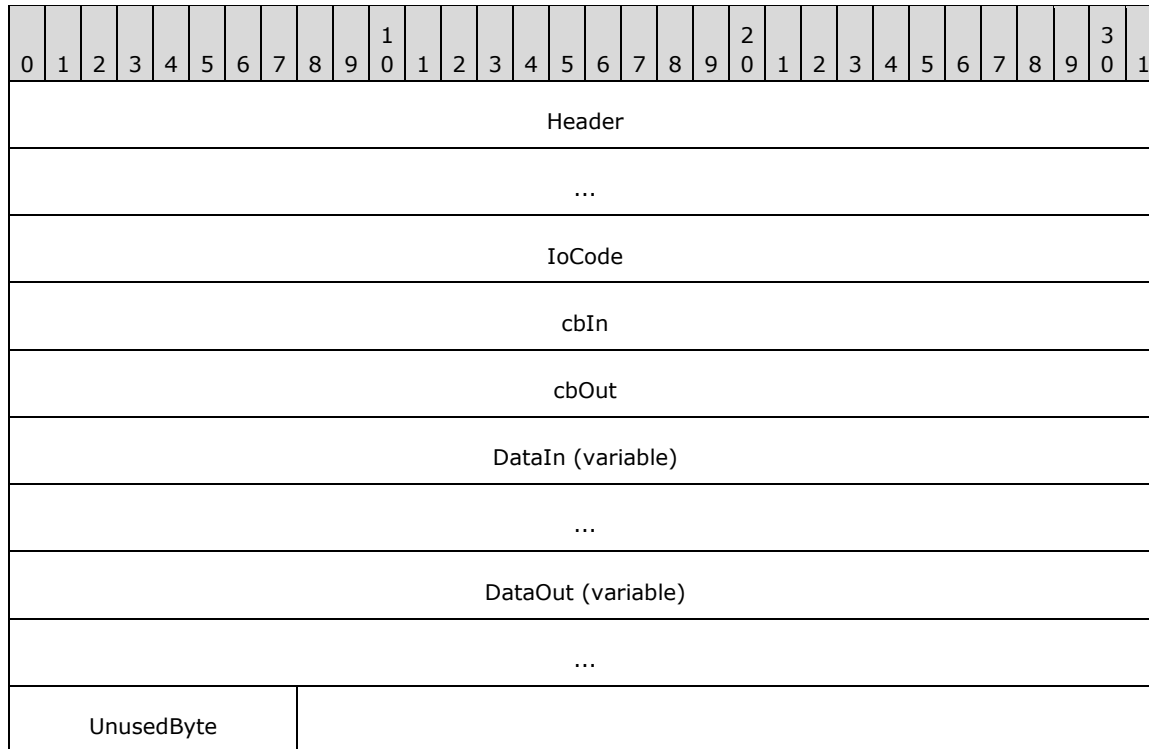 1 2 3
0 1 2 3 4 5 6 7 8 9 0 1 2 3 4 5 6 7 8 9 0 1 2 3 4 5 6 7 8 9 0 1
Header
...
IoCode
cbIn
cbOut
DataIn (variable)
...
DataOut (variable)
...
UnusedByte